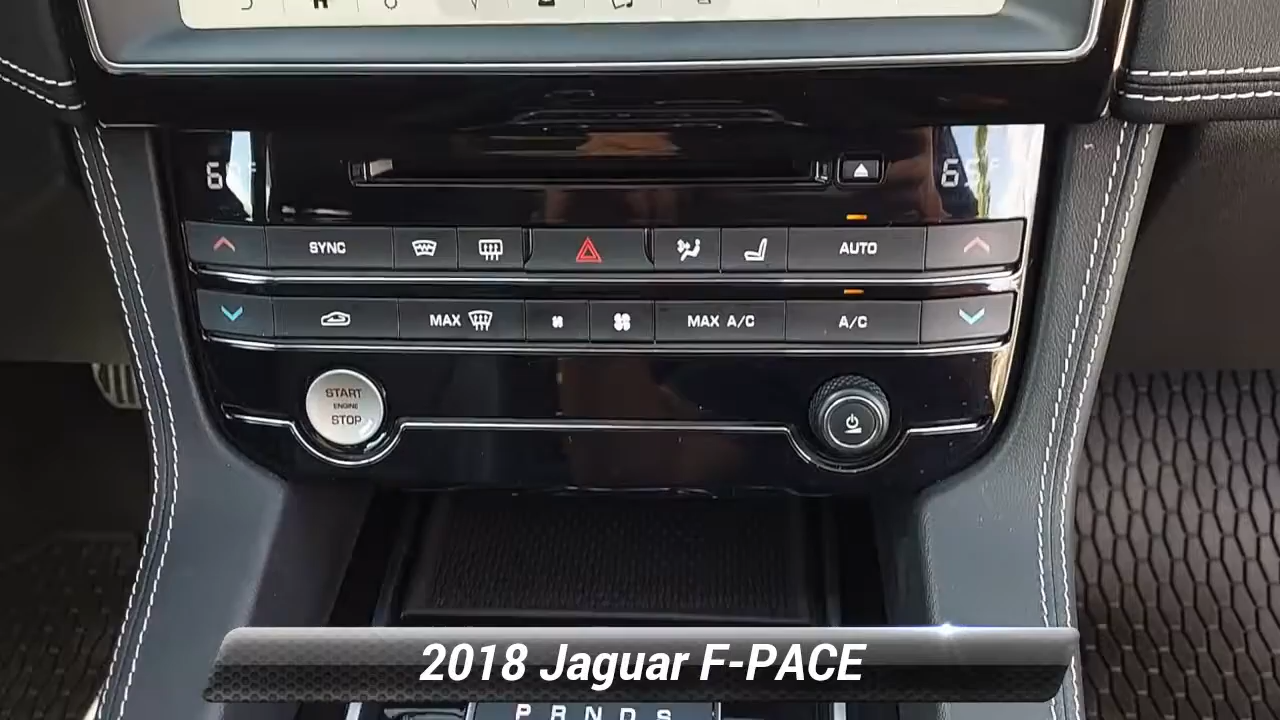 SYNC
AUTO
MAX
MAX A/C
A/C
START
ENGINE
STOP
2018 Jaguar F-PACE
P R N D S